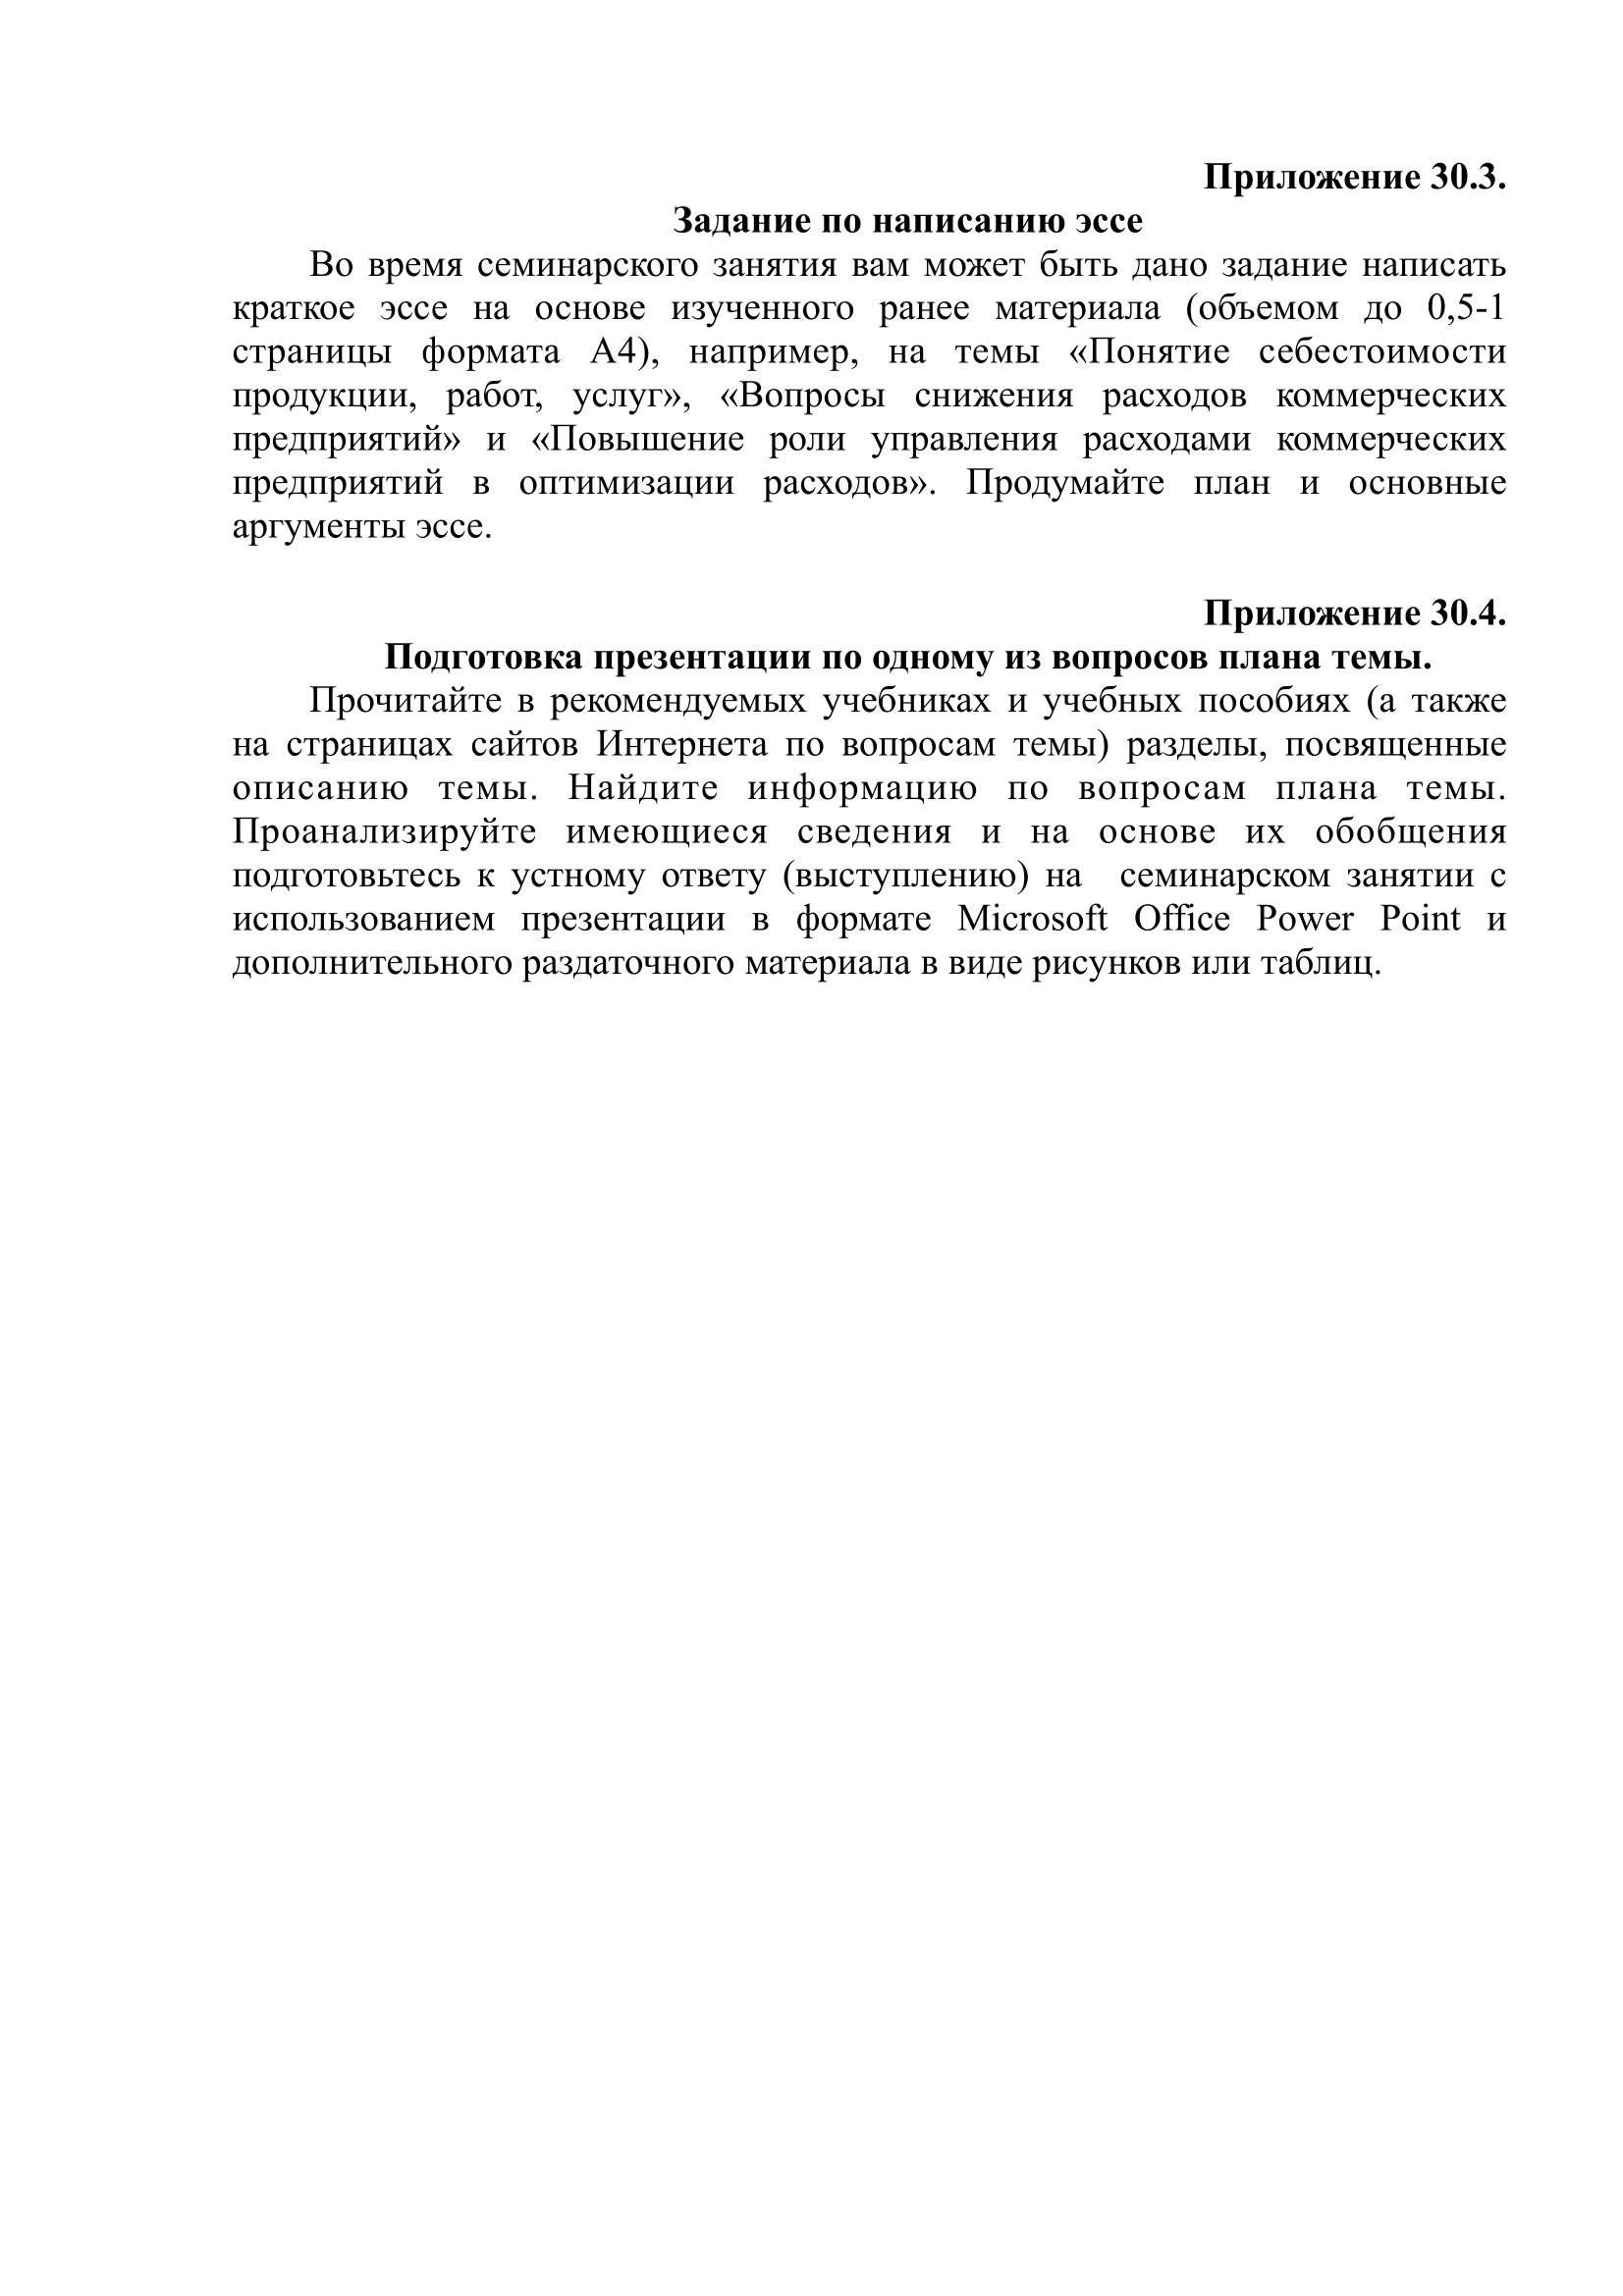 Приложение 30.3.
Задание по написанию эссе
Во время семинарского занятия вам может быть дано задание написать
краткое эссе на основе изученного ранее материала (объемом до 0,5-1
страницы формата А4), например, на темы «Понятие себестоимости
продукции, работ, услуг», «Вопросы снижения расходов коммерческих
предприятий» и «Повышение роли управления расходами коммерческих
предприятий в оптимизации расходов». Продумайте план и основные
аргументы эссе.
Приложение 30.4.
Подготовка презентации по одному из вопросов плана темы.
Прочитайте в рекомендуемых учебниках и учебных пособиях (а также
на страницах сайтов Интернета по вопросам темы) разделы, посвященные
описанию темы. Найдите информацию по вопросам плана темы.
Проанализируйте имеющиеся сведения и на основе их обобщения
подготовьтесь к устному ответу (выступлению) на  семинарском занятии с
использованием презентации в формате Microsoft Office Power Point и
дополнительного раздаточного материала в виде рисунков или таблиц.